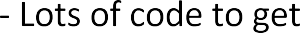 - Lots of code to get